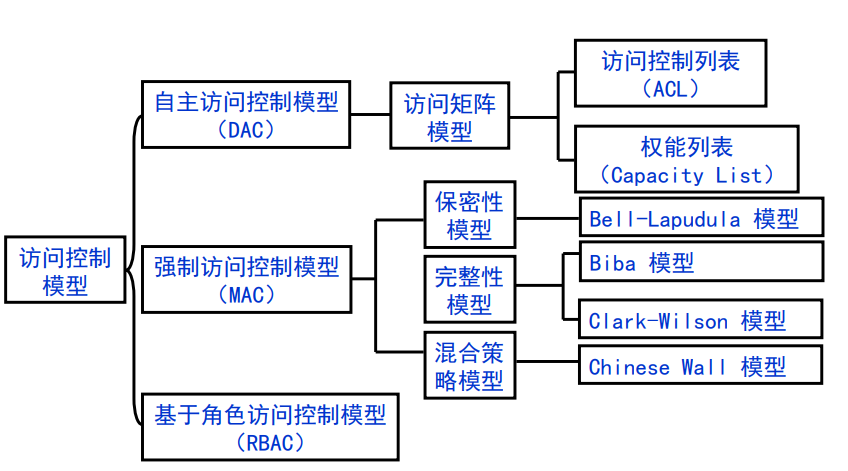 访问控制
模型
自主访问控制模型
（DAC）
访问矩阵
模型
访问控制列表
（ACL）
权能列表
（Capacity List）
强制访问控制模型
（MAC）
保密性
模型
Bell-Lapudula 模型
完整性
模型
Biba 模型
Clark-Wilson 模型
混合策
略模型
Chinese Wall 模型
基于角色访问控制模型
（RBAC）